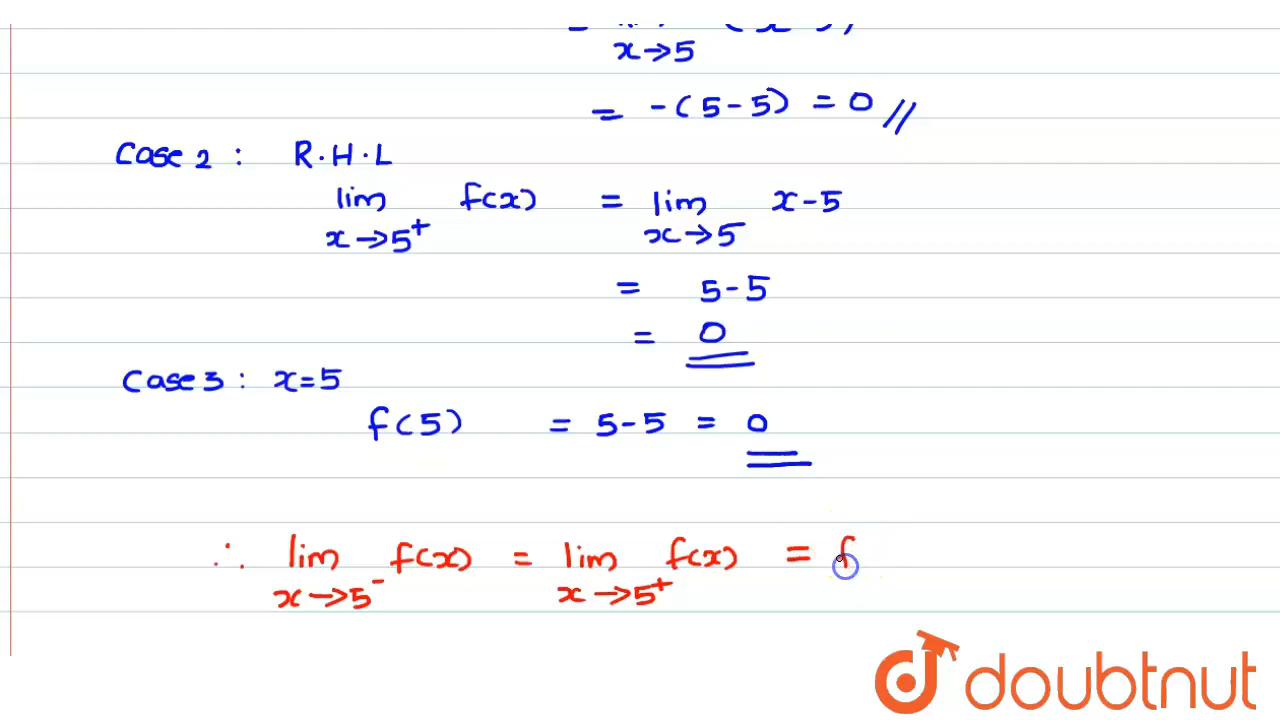 x→5
= -(5-5) = 0 //
Case 2 : R.H.L
lim f(x) = lim x-5
x→5⁺ x→5
= 5-5
= 0
Case 3 : x=5
f(5) = 5-5 = 0
∴ lim f(x) = lim f(x) = f
x→5⁻ x→5⁺
doubtnut